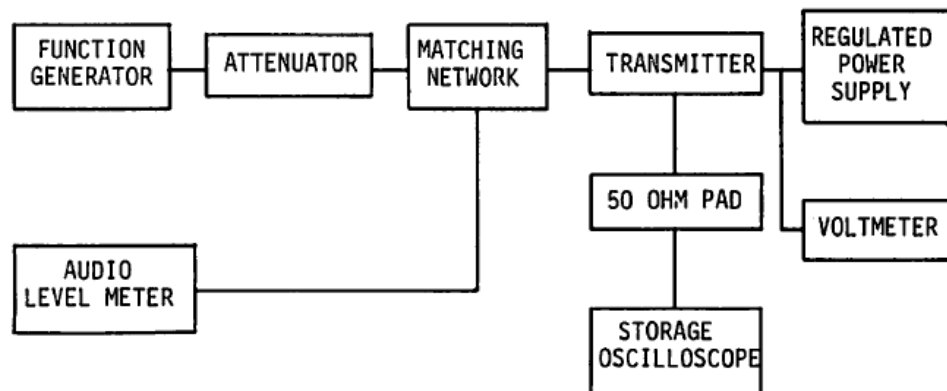 FUNCTION
GENERATOR
ATTENUATOR
MATCHING
NETWORK
TRANSMITTER
REGULATED
POWER
SUPPLY
50 OHM PAD
VOLTMETER
AUDIO
LEVEL METER
STORAGE
OSCILLOSCOPE